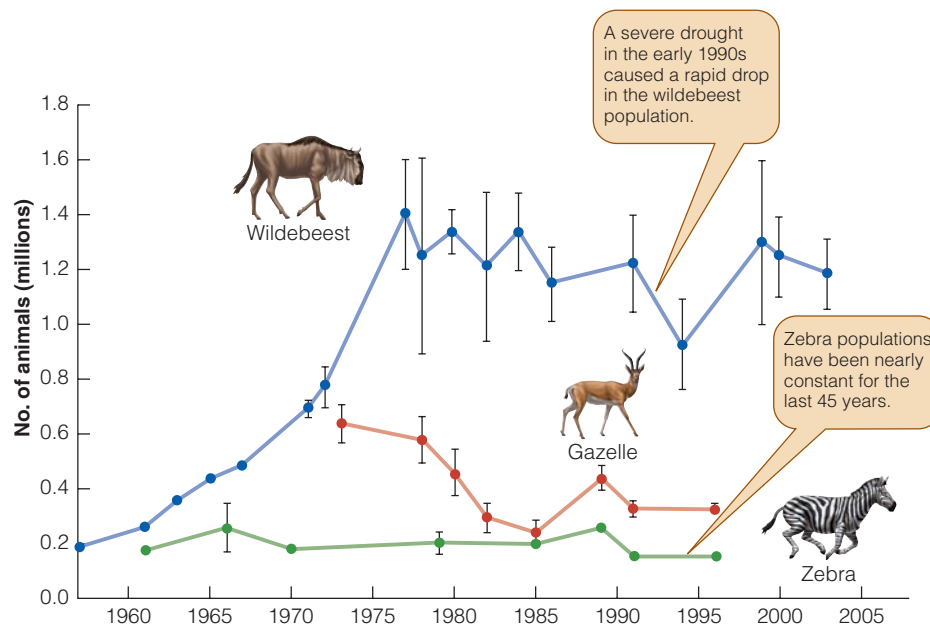 A severe drought
in the early 1990s
caused a rapid drop
in the wildebeest
population.
1.8
1.6
1.4
1.2
1.0
0.8
0.6
0.4
0.2
0.0
No. of animals (millions)
Wildebeest
Gazelle
Zebra populations
have been nearly
constant for the
last 45 years.
Zebra
1960 1965 1970 1975 1980 1985 1990 1995 2000 2005